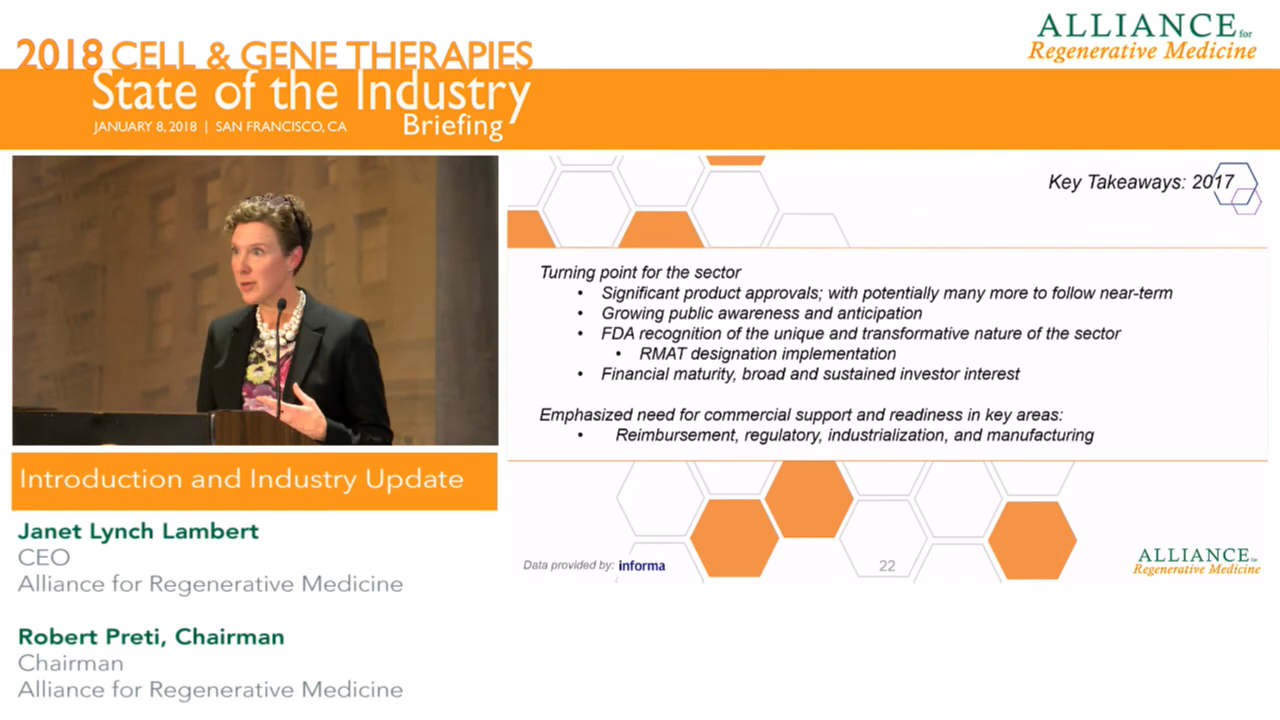 2018 CELL & GENE THERAPIES
State of the Industry
JANUARY 8, 2018 | SAN FRANCISCO, CA
Briefing
ALLIANCE for
Regenerative Medicine
Key Takeaways: 2017
Turning point for the sector
• Significant product approvals; with potentially many more to follow near-term
• Growing public awareness and anticipation
• FDA recognition of the unique and transformative nature of the sector
• RMAT designation implementation
• Financial maturity, broad and sustained investor interest
Emphasized need for commercial support and readiness in key areas:
• Reimbursement, regulatory, industrialization, and manufacturing
Data provided by: informa
22
ALLIANCE for
Regenerative Medicine
Introduction and Industry Update
Janet Lynch Lambert
CEO
Alliance for Regenerative Medicine
Robert Preti, Chairman
Chairman
Alliance for Regenerative Medicine